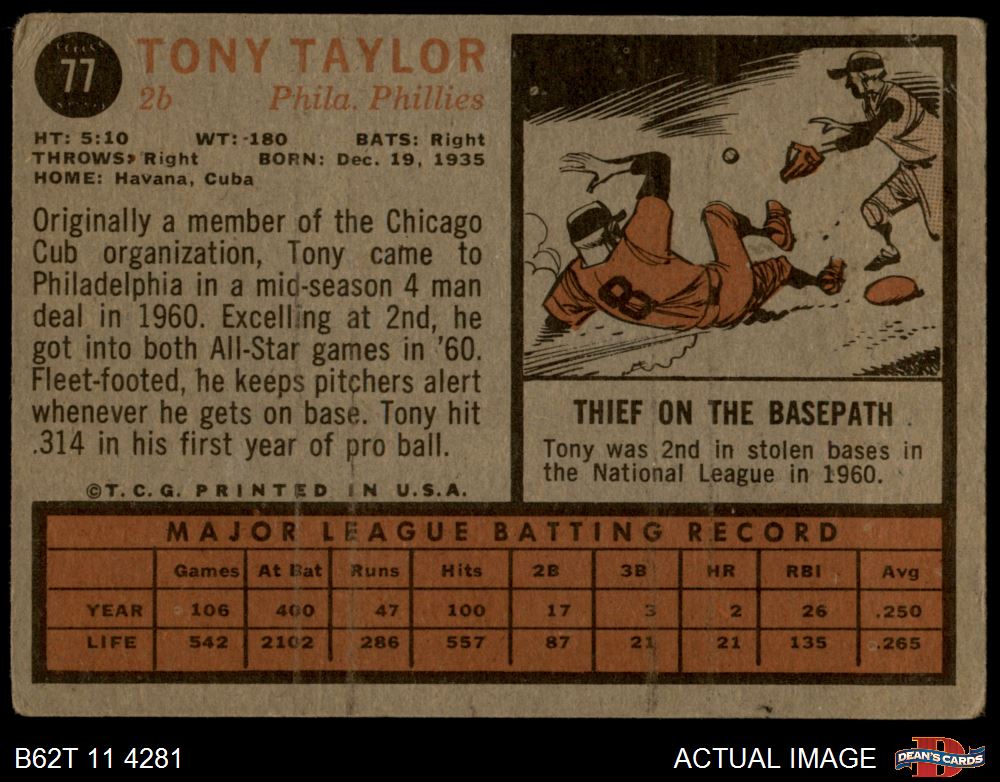 77
TONY TAYLOR
2b Phila. Phillies
HT: 5:10 WT: 180 BATS: Right
THROWS: Right BORN: Dec. 19, 1935
HOME: Havana, Cuba
Originally a member of the Chicago
Cub organization, Tony came to
Philadelphia in a mid-season 4 man
deal in 1960. Excelling at 2nd, he
got into both All-Star games in '60.
Fleet-footed, he keeps pitchers alert
whenever he gets on base. Tony hit
.314 in his first year of pro ball.
©T.C.G. PRINTED IN U.S.A.
8
THIEF ON THE BASEPATH
Tony was 2nd in stolen bases in
the National League in 1960.
MAJOR LEAGUE BATTING RECORD
Games At Bat Runs Hits 2B 3B HR RBI Avg
YEAR 106 400 47 100 17 3 2 26 .250
LIFE 542 2102 286 557 87 21 21 135 .265
B62T 11 4281
ACTUAL IMAGE
D
DEAN'S CARDS